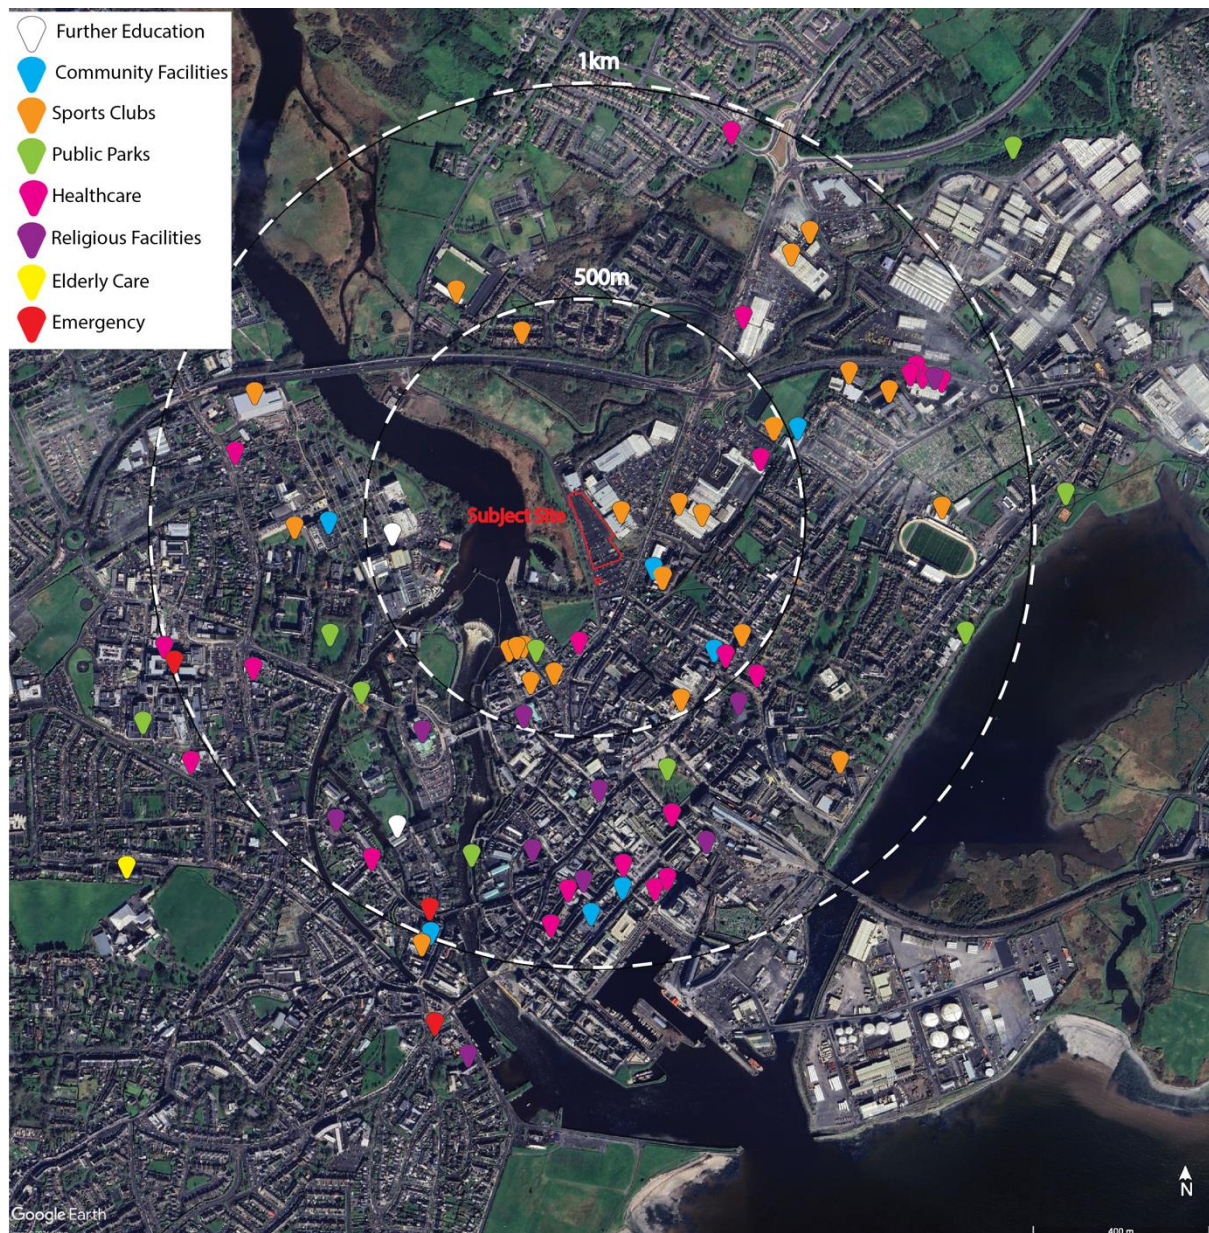 Further Education
Community Facilities
Sports Clubs
Public Parks
Healthcare
Religious Facilities
Elderly Care
Emergency
1km
500m
Subject Site
N
Google Earth
400 m